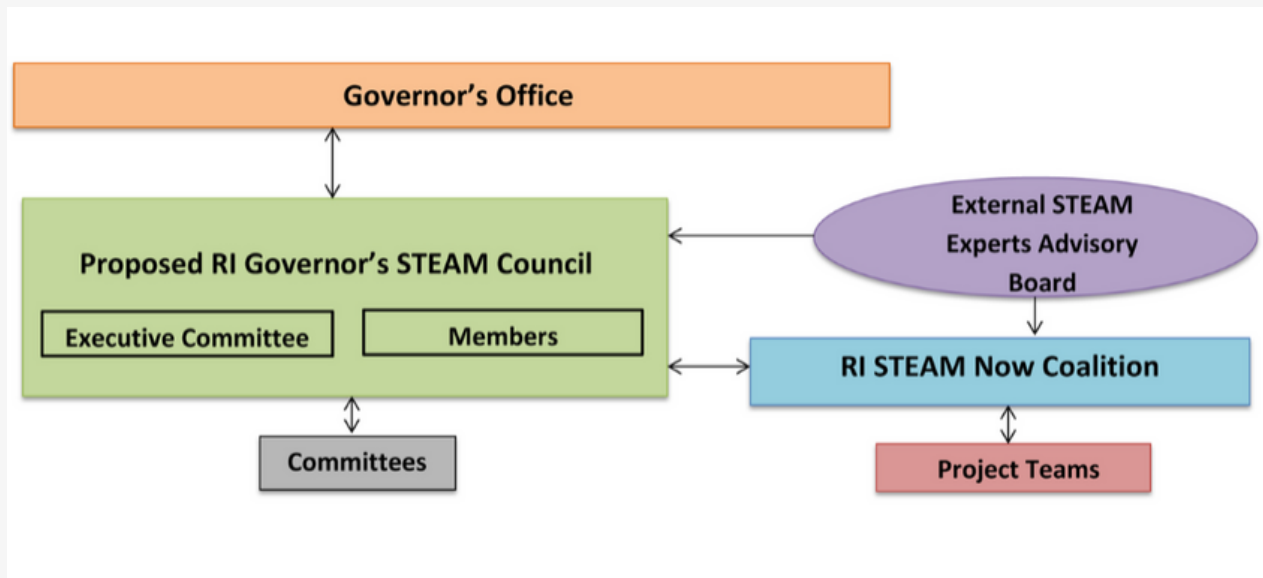 Governor’s Office
Proposed RI Governor’s STEAM Council
Executive Committee
Members
External STEAM
Experts Advisory
Board
RI STEAM Now Coalition
Committees
Project Teams